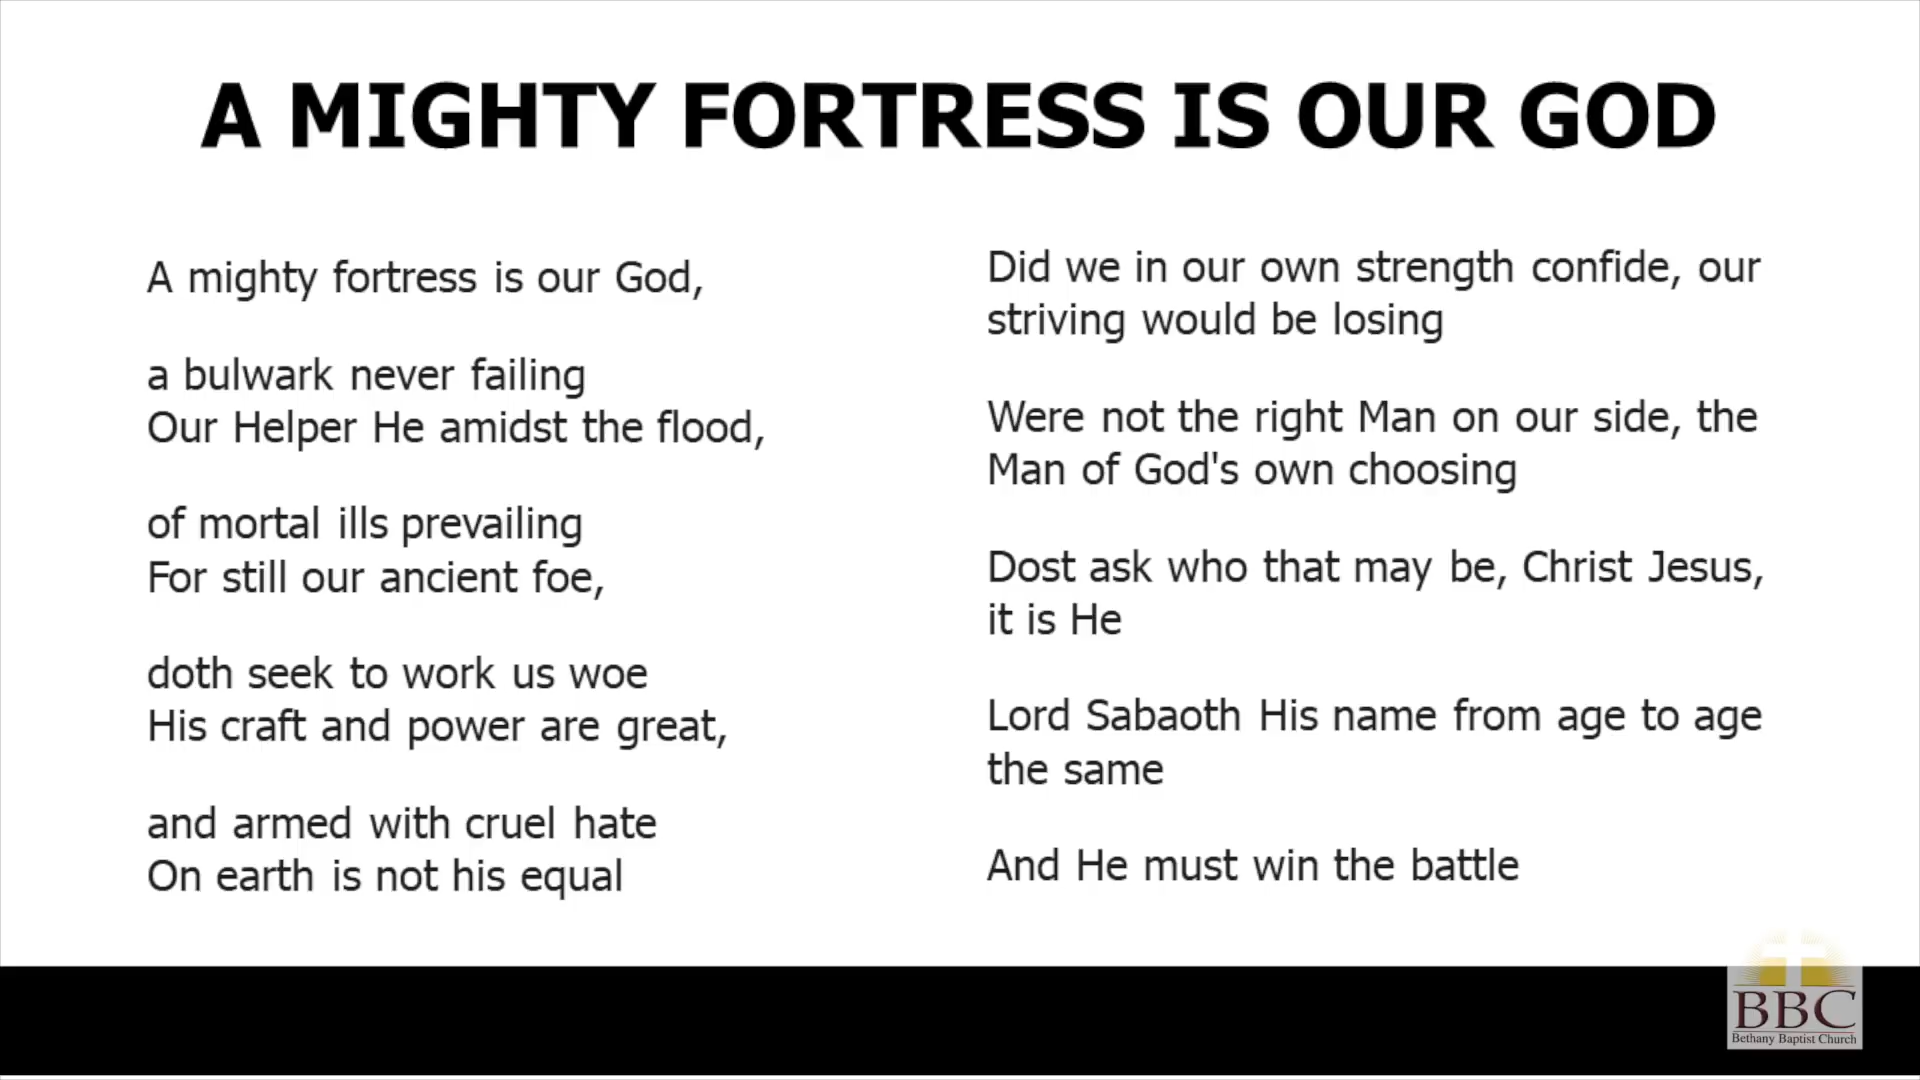 A MIGHTY FORTRESS IS OUR GOD
A mighty fortress is our God,
a bulwark never failing
Our Helper He amidst the flood,
of mortal ills prevailing
For still our ancient foe,
doth seek to work us woe
His craft and power are great,
and armed with cruel hate
On earth is not his equal
Did we in our own strength confide, our
striving would be losing
Were not the right Man on our side, the
Man of God's own choosing
Dost ask who that may be, Christ Jesus,
it is He
Lord Sabaoth His name from age to age
the same
And He must win the battle
BBC
Bethany Baptist Church